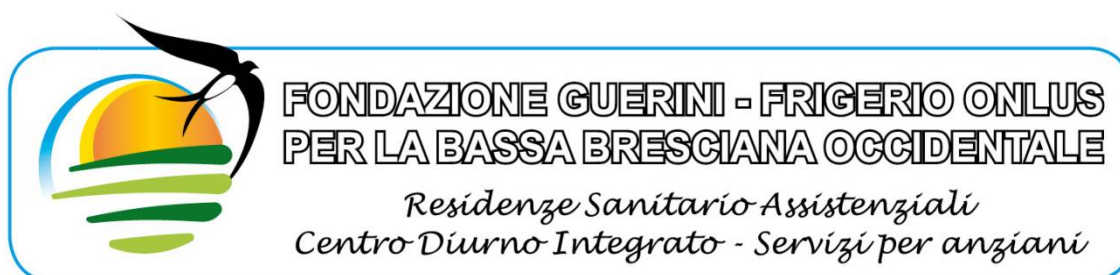 FONDAZIONE GUERINI - FRIGERIO ONLUS
PER LA BASSA BRESCIANA OCCIDENTALE
Residenze Sanitario Assistenziali
Centro Diurno Integrato - Servizi per anziani